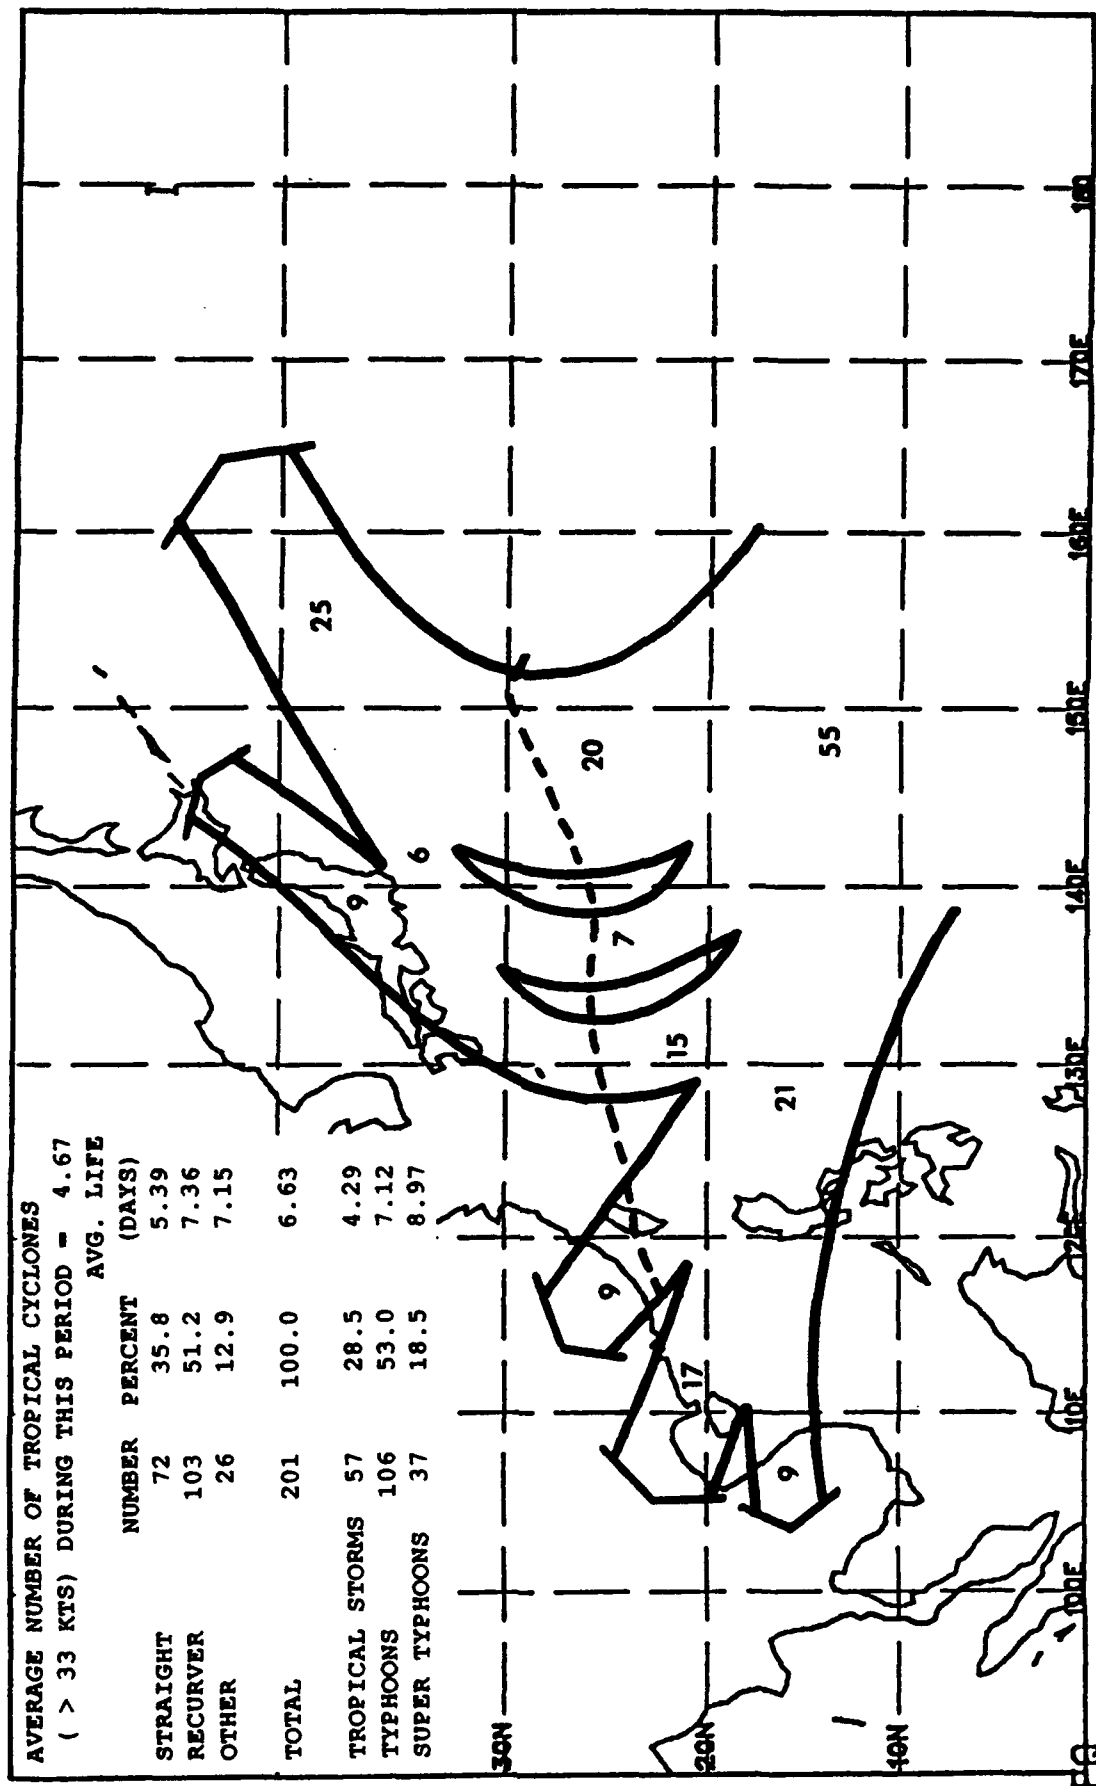 AVERAGE NUMBER OF TROPICAL CYCLONES
( > 33 KTS) DURING THIS PERIOD = 4.67
AVG. LIFE
NUMBER PERCENT (DAYS)
STRAIGHT 72 35.8 5.39
RECURVER 103 51.2 7.36
OTHER 26 12.9 7.15
TOTAL 201 100.0 6.63
TROPICAL STORMS 57 28.5 4.29
TYPHOONS 106 53.0 7.12
SUPER TYPHOONS 37 18.5 8.97
25
6
9
30N
20
7
9
15
17
20N
55
21
9
10N
100E
110E
120E
130E
140E
150E
160E
170E
180